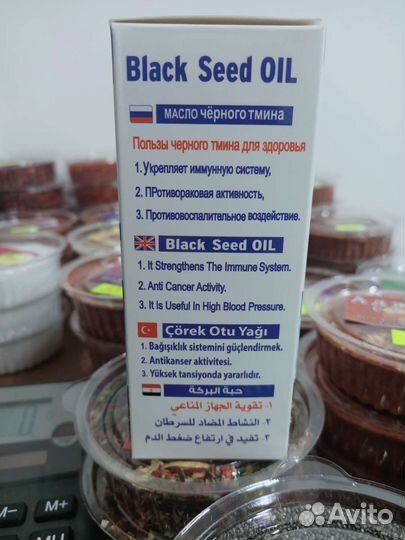 Black Seed OIL
МАСЛО ЧЁРНОГО ТМИНА
Пользы черного тмина для здоровья
1. Укрепляет иммунную систему,
2. ПРотивораковая активность,
3. Противовоспалительное воздействие.
Black Seed OIL
1. It Strengthens The Immune System.
2. Anti Cancer Activity.
3. It Is Useful In High Blood Pressure.
Çörek Otu Yağı
1. Bağışıklık sistemini güçlendirmek.
2. Antikanser aktivitesi.
3. Yüksek tansiyonda yararlıdır.
حبة البركة
١- تقوية الجهاز المناعي
٢- النشاط المضاد للسرطان
٣- تفيد في ارتفاع ضغط الدم
M-
M+
MU
Avito